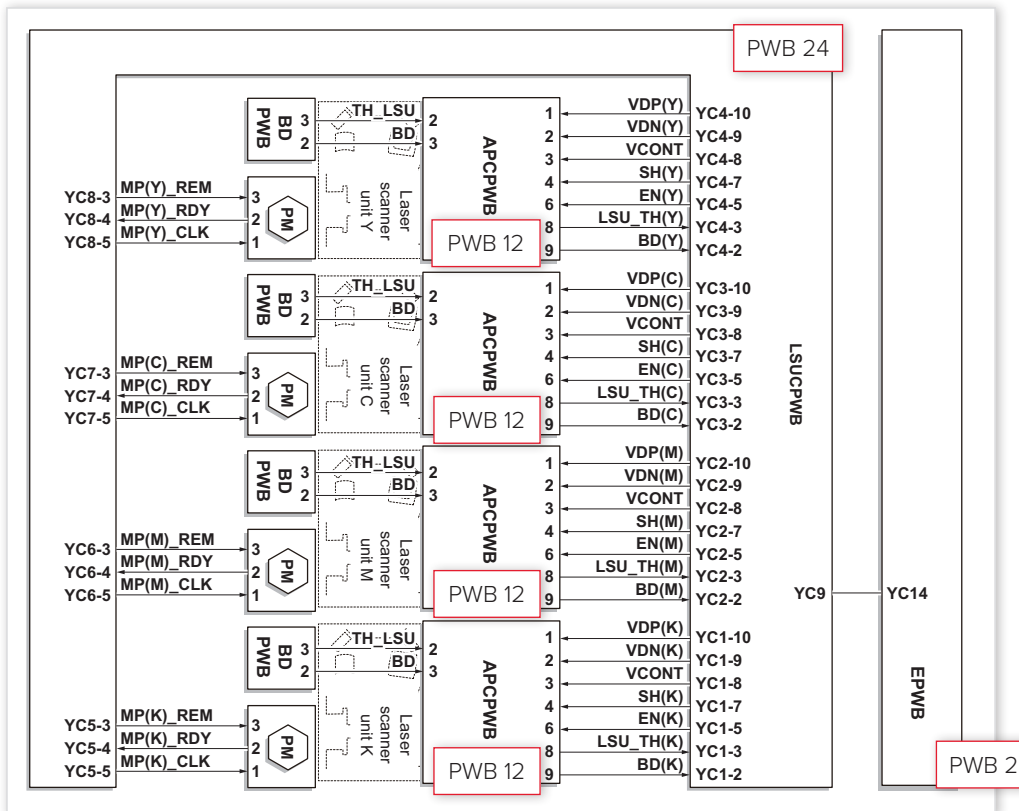 PWB 24
BD PWB
3
2
TH_LSU
BD
2
3
APCPWB
PWB 12
Laser scanner unit Y
YC8-3 MP(Y)_REM 3
YC8-4 MP(Y)_RDY 2
YC8-5 MP(Y)_CLK 1
PM
1 VDP(Y) YC4-10
2 VDN(Y) YC4-9
3 VCONT YC4-8
4 SH(Y) YC4-7
6 EN(Y) YC4-5
8 LSU_TH(Y) YC4-3
9 BD(Y) YC4-2
BD PWB
3
2
TH_LSU
BD
2
3
APCPWB
PWB 12
Laser scanner unit C
YC7-3 MP(C)_REM 3
YC7-4 MP(C)_RDY 2
YC7-5 MP(C)_CLK 1
PM
1 VDP(C) YC3-10
2 VDN(C) YC3-9
3 VCONT YC3-8
4 SH(C) YC3-7
6 EN(C) YC3-5
8 LSU_TH(C) YC3-3
9 BD(C) YC3-2
BD PWB
3
2
TH_LSU
BD
2
3
APCPWB
PWB 12
Laser scanner unit M
YC6-3 MP(M)_REM 3
YC6-4 MP(M)_RDY 2
YC6-5 MP(M)_CLK 1
PM
1 VDP(M) YC2-10
2 VDN(M) YC2-9
3 VCONT YC2-8
4 SH(M) YC2-7
6 EN(M) YC2-5
8 LSU_TH(M) YC2-3
9 BD(M) YC2-2
BD PWB
3
2
TH_LSU
BD
2
3
APCPWB
PWB 12
Laser scanner unit K
YC5-3 MP(K)_REM 3
YC5-4 MP(K)_RDY 2
YC5-5 MP(K)_CLK 1
PM
1 VDP(K) YC1-10
2 VDN(K) YC1-9
3 VCONT YC1-8
4 SH(K) YC1-7
6 EN(K) YC1-5
8 LSU_TH(K) YC1-3
9 BD(K) YC1-2
LSUCPWB
YC9
YC14
EPWB
PWB 2